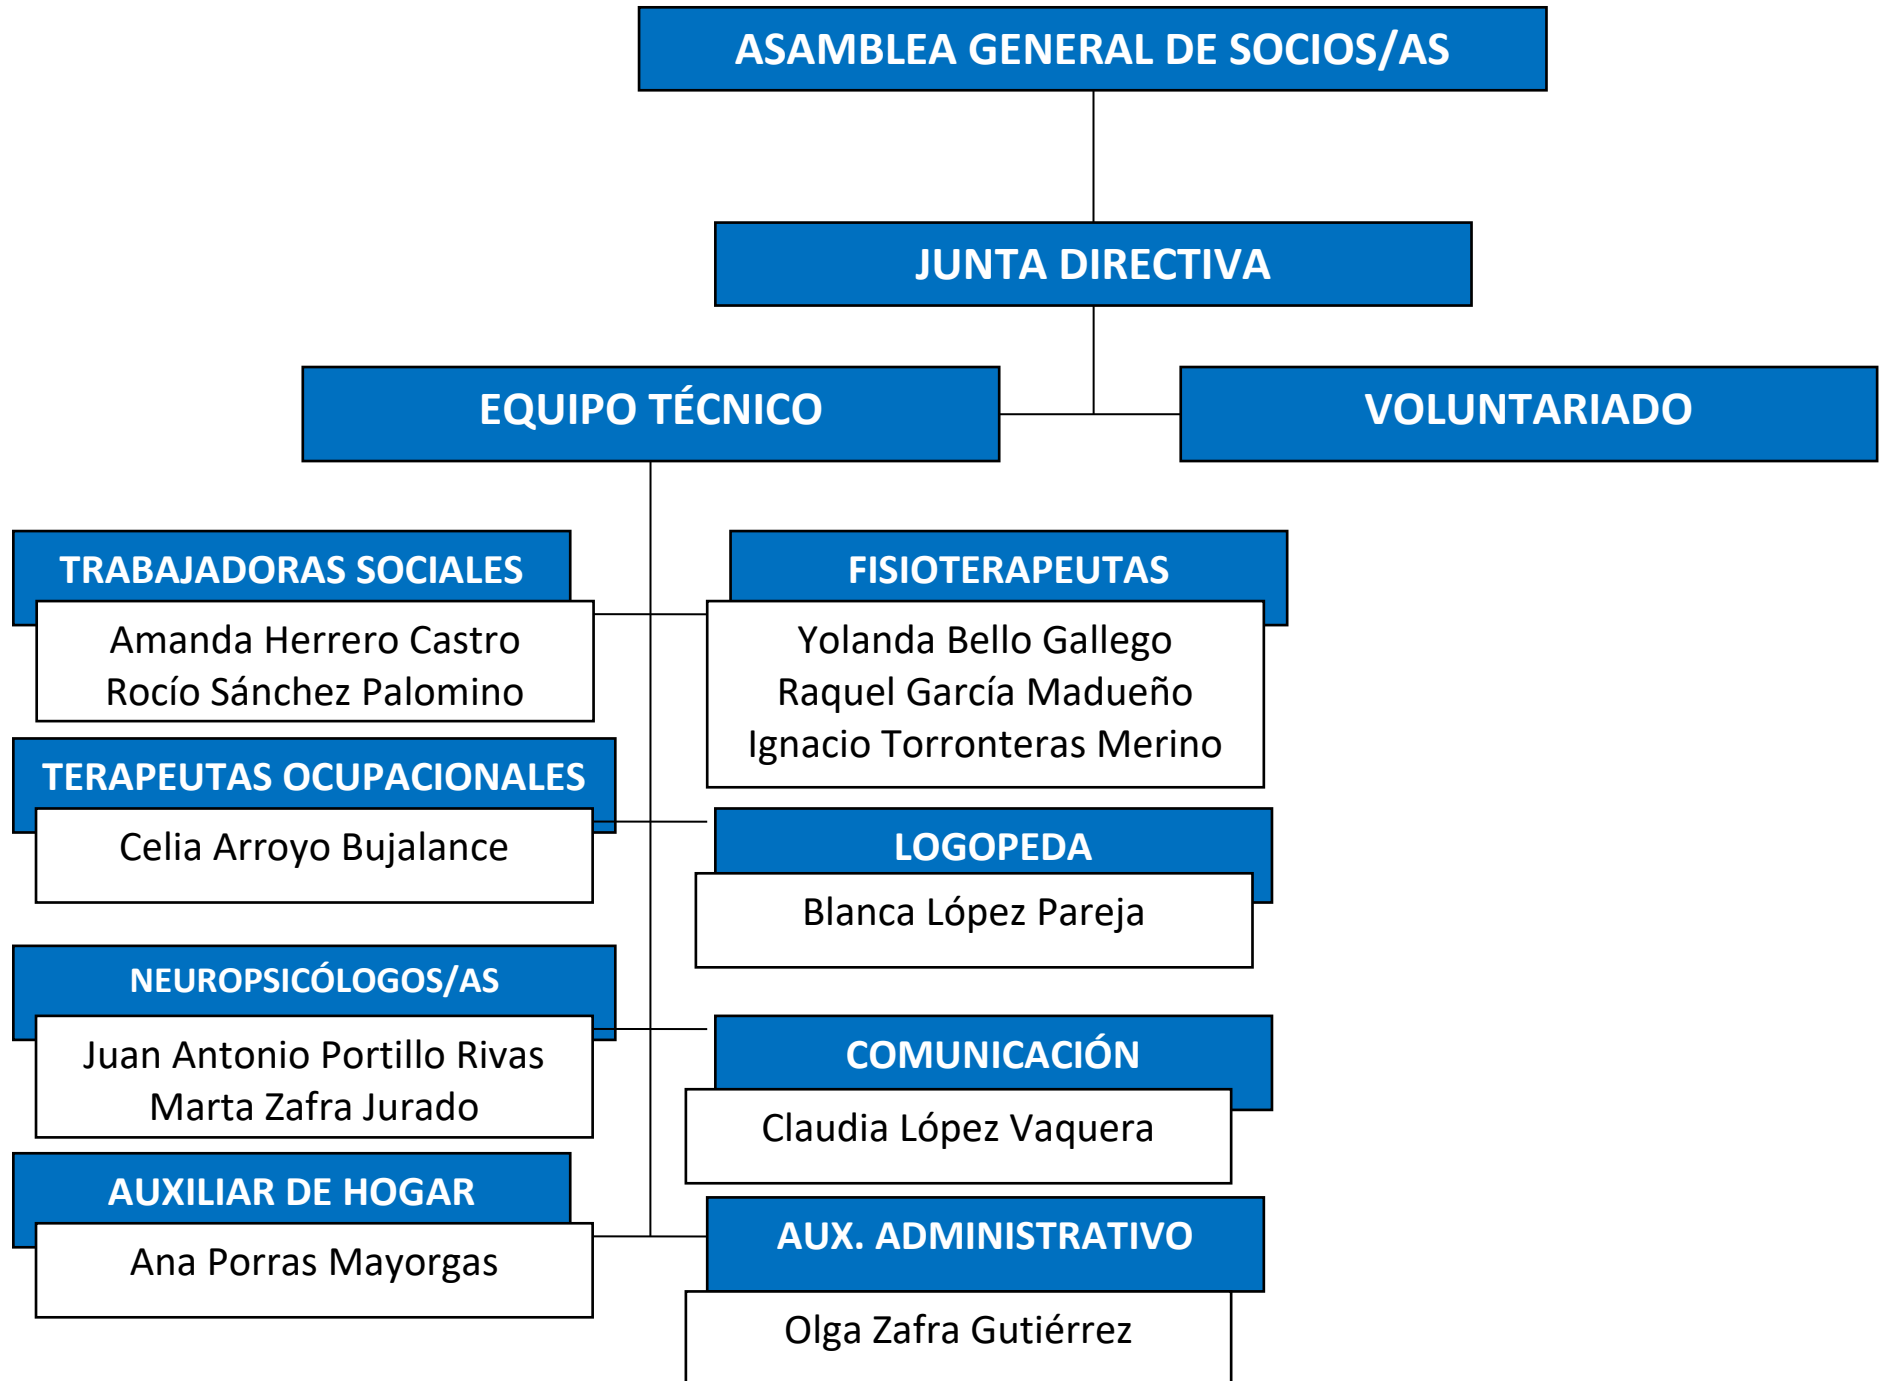 ASAMBLEA GENERAL DE SOCIOS/AS
JUNTA DIRECTIVA
EQUIPO TÉCNICO
VOLUNTARIADO
TRABAJADORAS SOCIALES
Amanda Herrero Castro
Rocío Sánchez Palomino
FISIOTERAPEUTAS
Yolanda Bello Gallego
Raquel García Madueño
Ignacio Torronteras Merino
TERAPEUTAS OCUPACIONALES
Celia Arroyo Bujalance
LOGOPEDA
Blanca López Pareja
NEUROPSICÓLOGOS/AS
Juan Antonio Portillo Rivas
Marta Zafra Jurado
COMUNICACIÓN
Claudia López Vaquera
AUXILIAR DE HOGAR
Ana Porras Mayorgas
AUX. ADMINISTRATIVO
Olga Zafra Gutiérrez